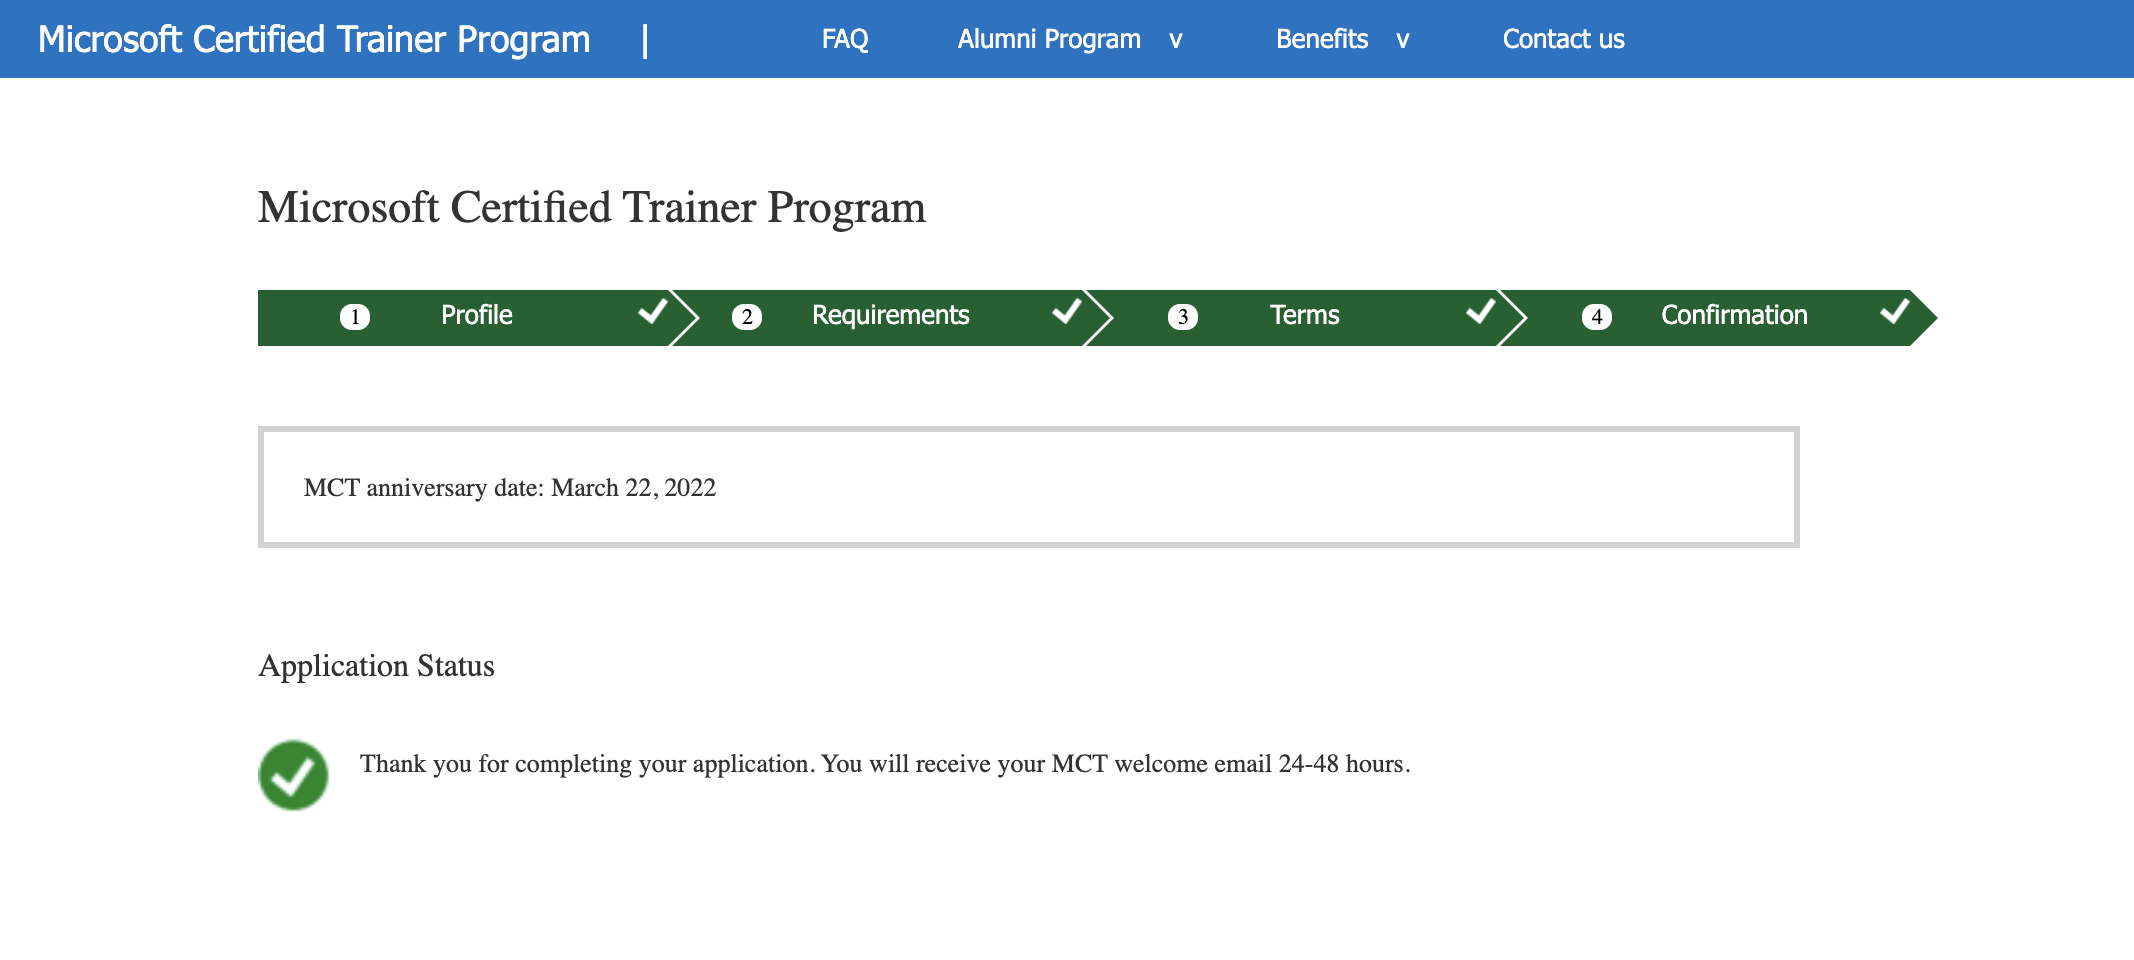 Microsoft Certified Trainer Program | FAQ Alumni Program v Benefits v Contact us
Microsoft Certified Trainer Program
1 Profile 2 Requirements 3 Terms 4 Confirmation
MCT anniversary date: March 22, 2022
Application Status
Thank you for completing your application. You will receive your MCT welcome email 24-48 hours.